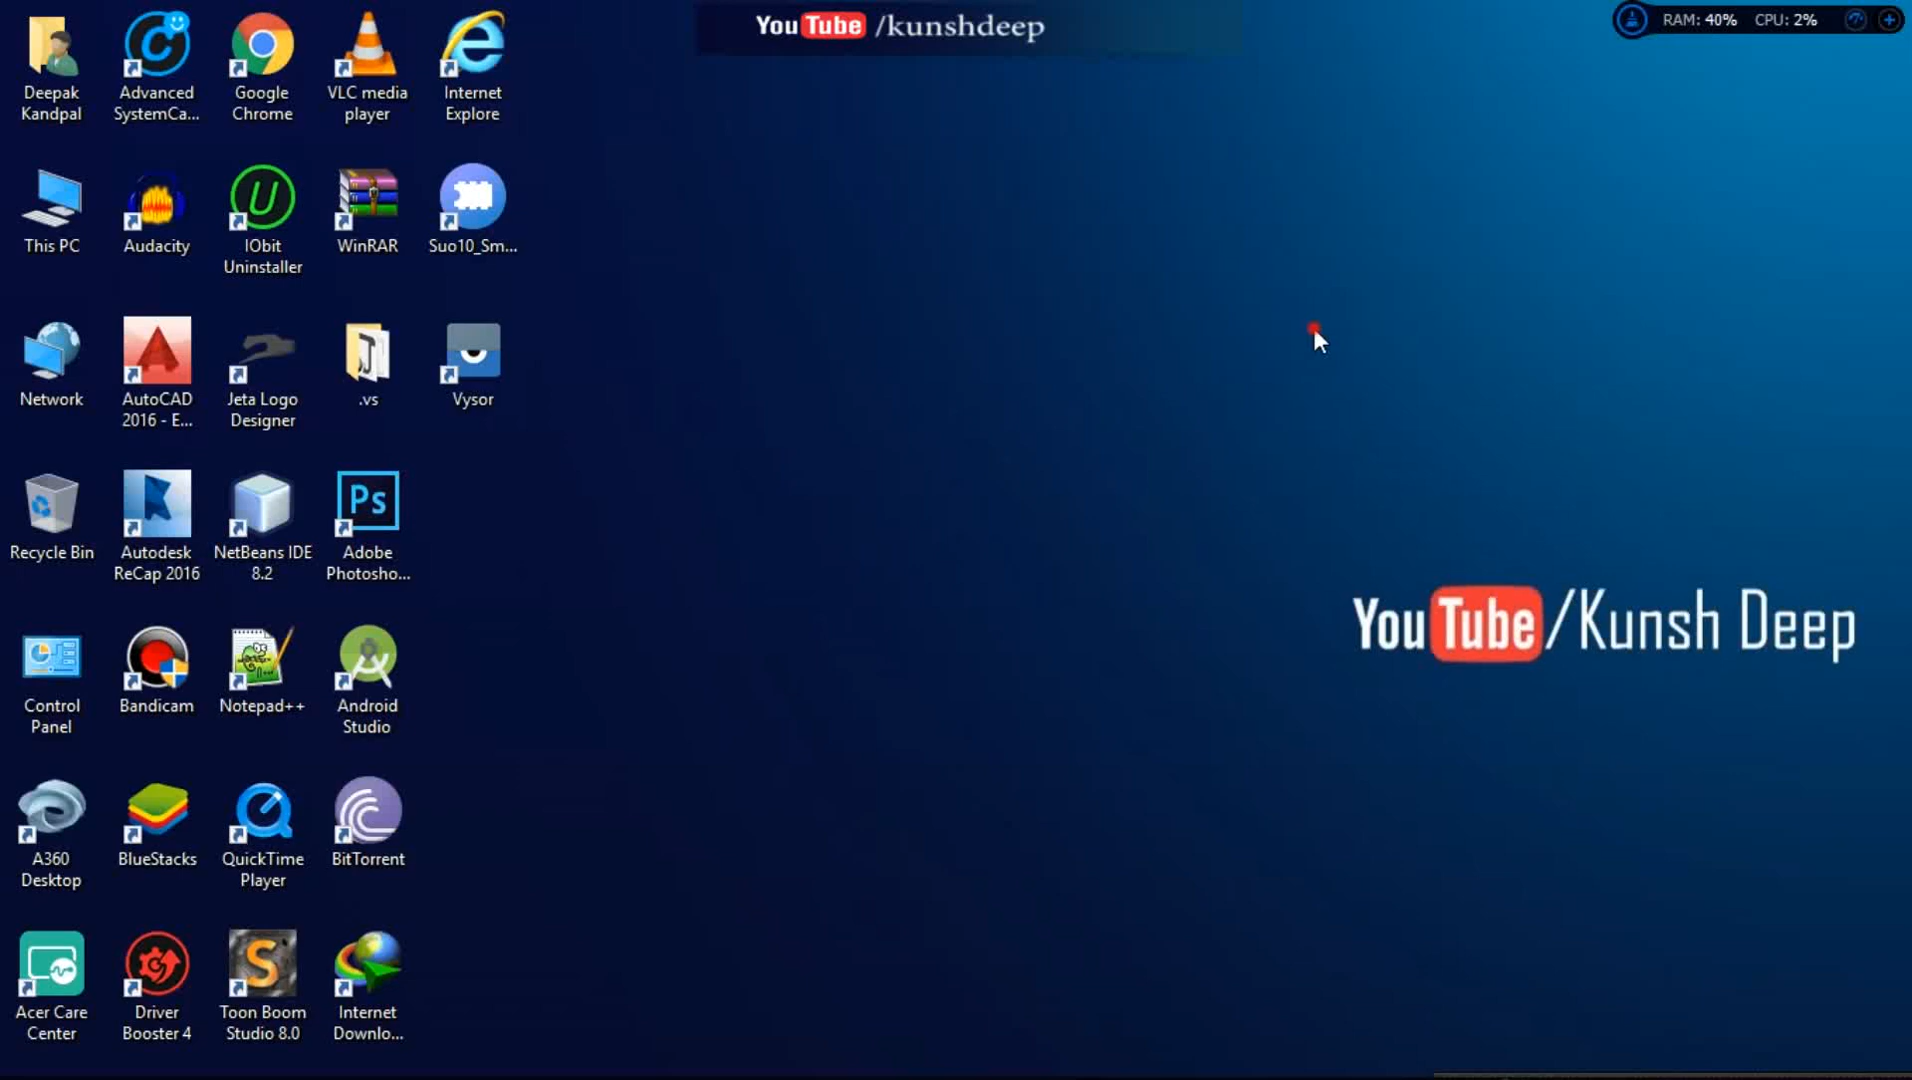 YouTube /kunshdeep
RAM: 40% CPU: 2%
Deepak Kandpal
Advanced SystemCa...
Google Chrome
VLC media player
Internet Explore
This PC
Audacity
IObit Uninstaller
WinRAR
Suo10_Sm...
Network
AutoCAD 2016 - E...
Jeta Logo Designer
.vs
Vysor
Recycle Bin
Autodesk ReCap 2016
NetBeans IDE 8.2
Ps
Adobe Photosho...
YouTube/Kunsh Deep
Control Panel
Bandicam
Notepad++
Android Studio
A360 Desktop
BlueStacks
QuickTime Player
BitTorrent
Acer Care Center
Driver Booster 4
S
Toon Boom Studio 8.0
Internet Downlo...